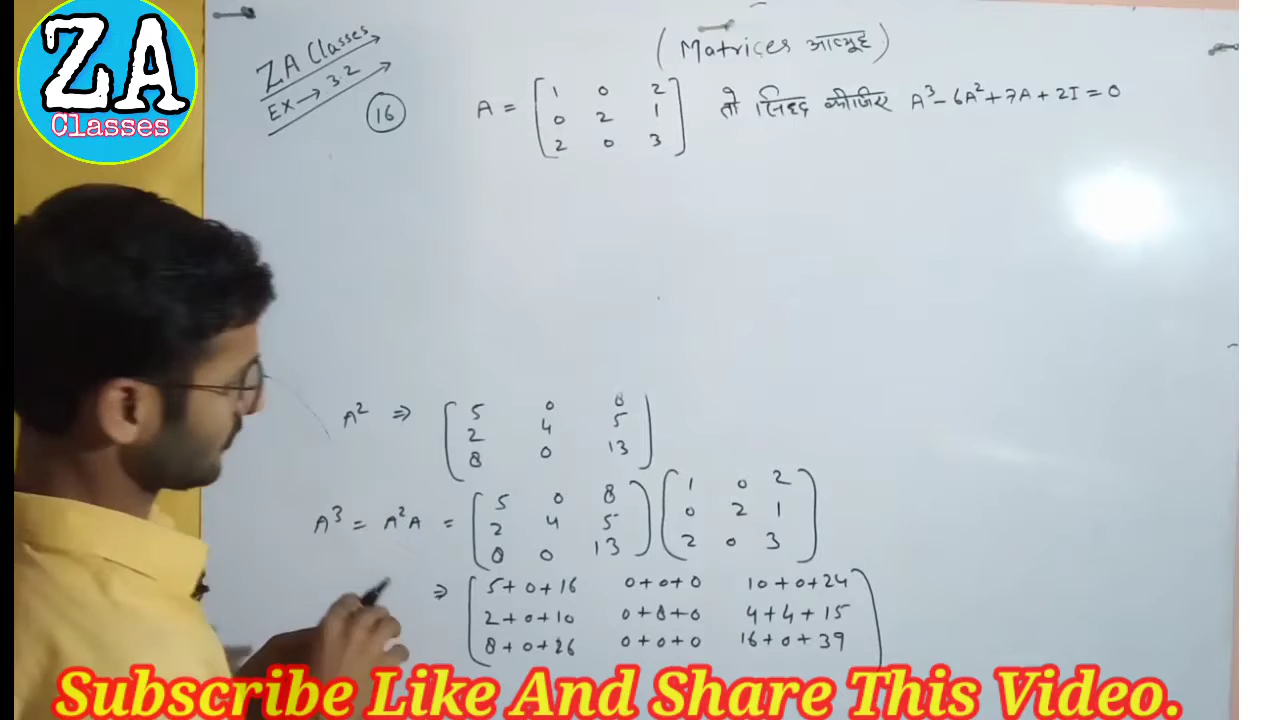 ZA
Classes
ZA Classes
EX→3.2
(Matrices आव्यूह)
16
A = [1 0 2
0 2 1
2 0 3] तो सिद्ध कीजिए A³-6A²+7A+2I=0
A² ⇒ [5 0 8
2 4 5
8 0 13]
A³ = A²A = [5 0 8
2 4 5
8 0 13] [1 0 2
0 2 1
2 0 3]
⇒ [5+0+16 0+0+0 10+0+24
2+0+10 0+8+0 4+4+15
8+0+26 0+0+0 16+0+39]
Subscribe Like And Share This Video.